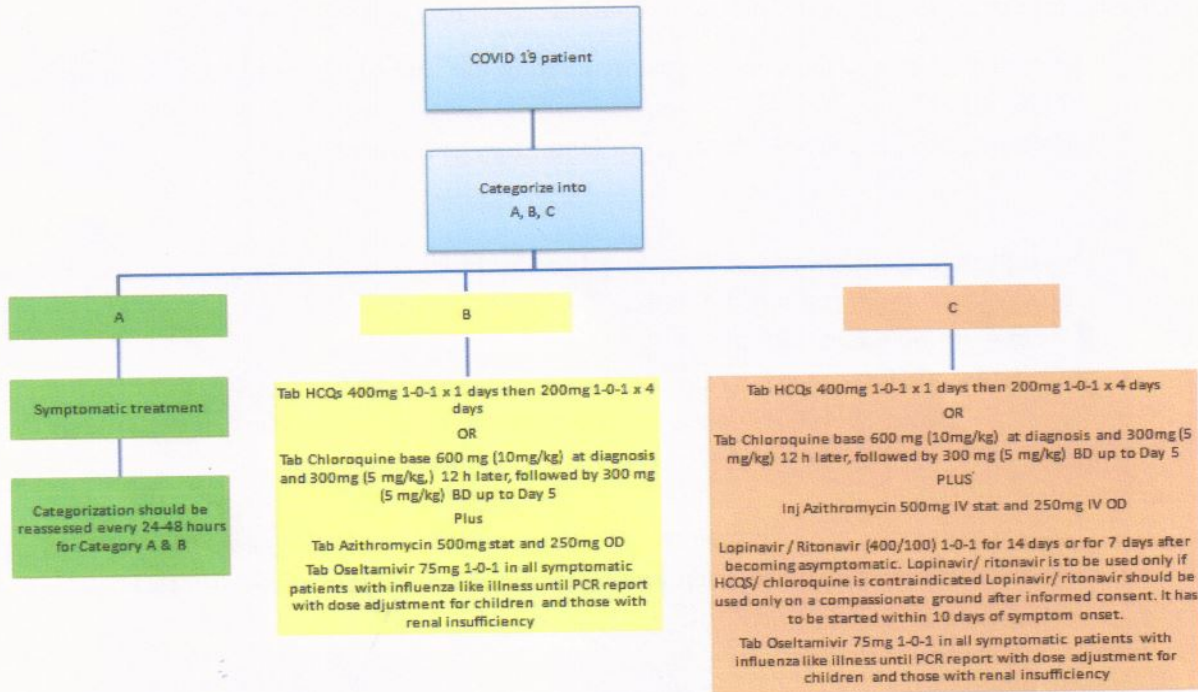 COVID 19 patient
Categorize into
A, B, C
A
Symptomatic treatment
Categorization should be
reassessed every 24-48 hours
for Category A & B
B
Tab HCQs 400mg 1-0-1 x 1 days then 200mg 1-0-1 x 4
days
OR
Tab Chloroquine base 600 mg (10mg/kg) at diagnosis
and 300mg (5 mg/kg,) 12 h later, followed by 300 mg
(5 mg/kg) BD up to Day 5
Plus
Tab Azithromycin 500mg stat and 250mg OD
Tab Oseltamivir 75mg 1-0-1 in all symptomatic
patients with influenza like illness until PCR report
with dose adjustment for children and those with
renal insufficiency
C
Tab HCQs 400mg 1-0-1 x 1 days then 200mg 1-0-1 x 4 days
OR
Tab Chloroquine base 600 mg (10mg/kg) at diagnosis and 300mg (5
mg/kg) 12 h later, followed by 300 mg (5 mg/kg) BD up to Day 5
PLUS
Inj Azithromycin 500mg IV stat and 250mg IV OD
Lopinavir / Ritonavir (400/100) 1-0-1 for 14 days or for 7 days after
becoming asymptomatic. Lopinavir/ ritonavir is to be used only if
HCQS/ chloroquine is contraindicated Lopinavir/ ritonavir should be
used only on a compassionate ground after informed consent. It has
to be started within 10 days of symptom onset.
Tab Oseltamivir 75mg 1-0-1 in all symptomatic patients with
influenza like illness until PCR report with dose adjustment for
children and those with renal insufficiency